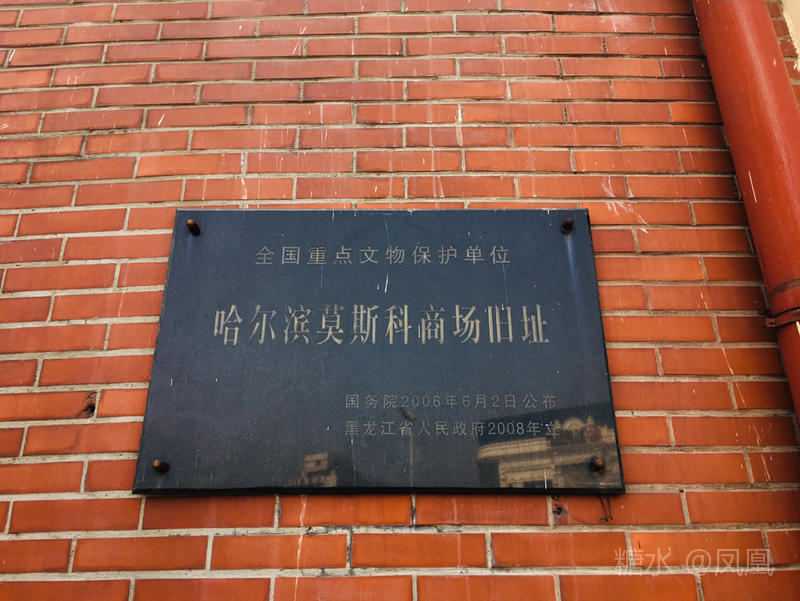 全国重点文物保护单位
哈尔滨莫斯科商场旧址
国务院2006年6月2日公布
黑龙江省人民政府2008年立
糖水 @凤凰